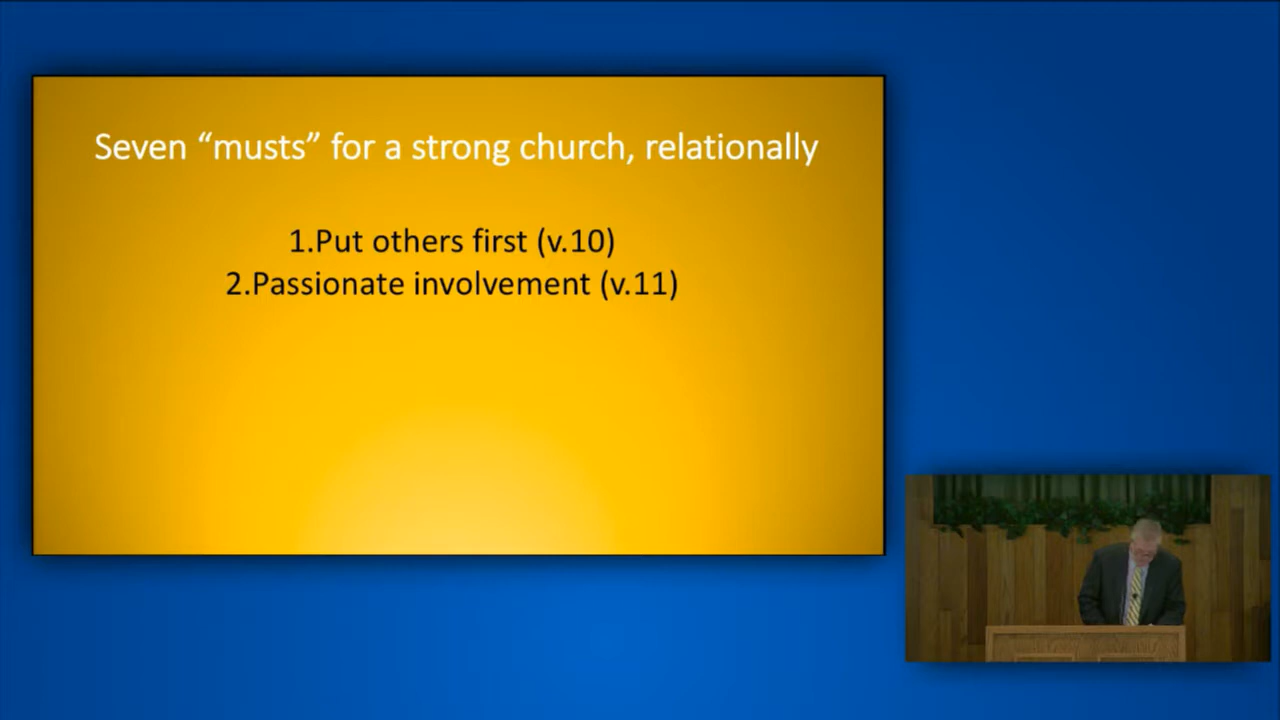 Seven “musts” for a strong church, relationally
1.Put others first (v.10)
2.Passionate involvement (v.11)